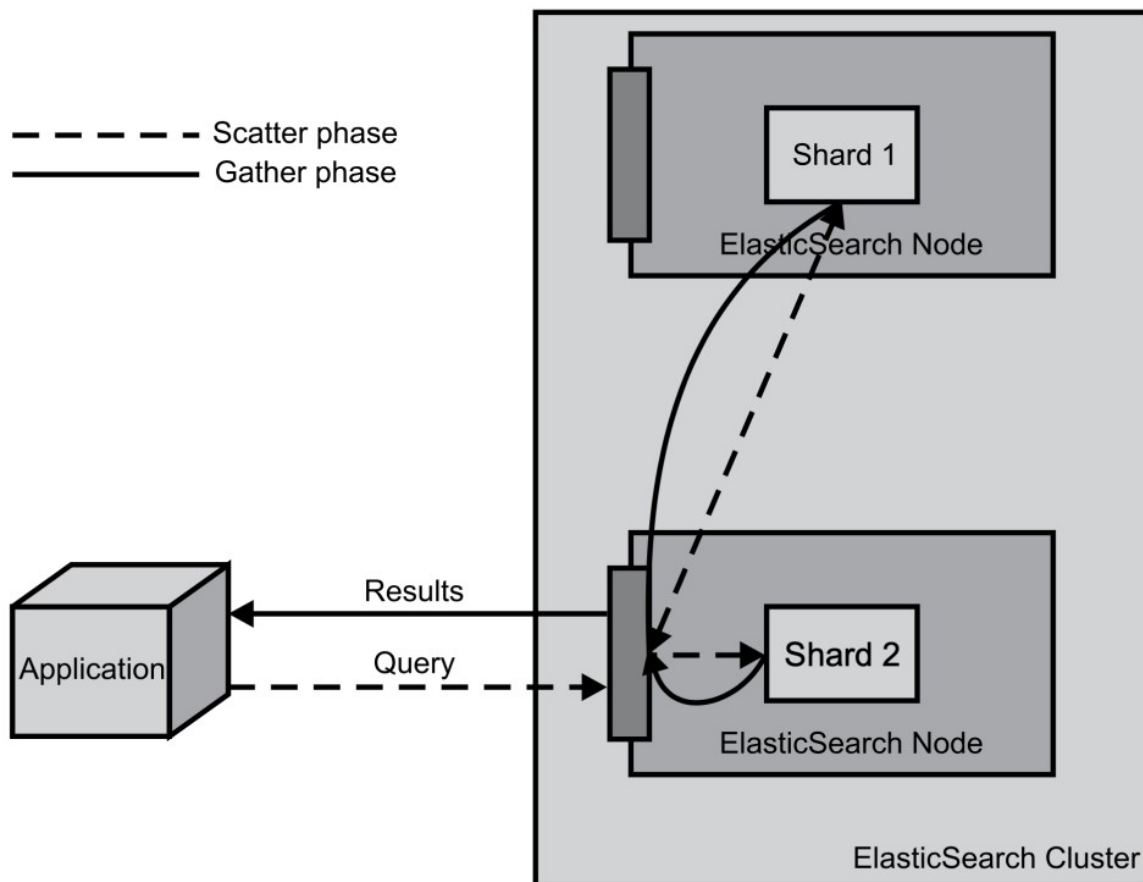 Scatter phase
Gather phase
Shard 1
ElasticSearch Node
Results
Application
Query
Shard 2
ElasticSearch Node
ElasticSearch Cluster